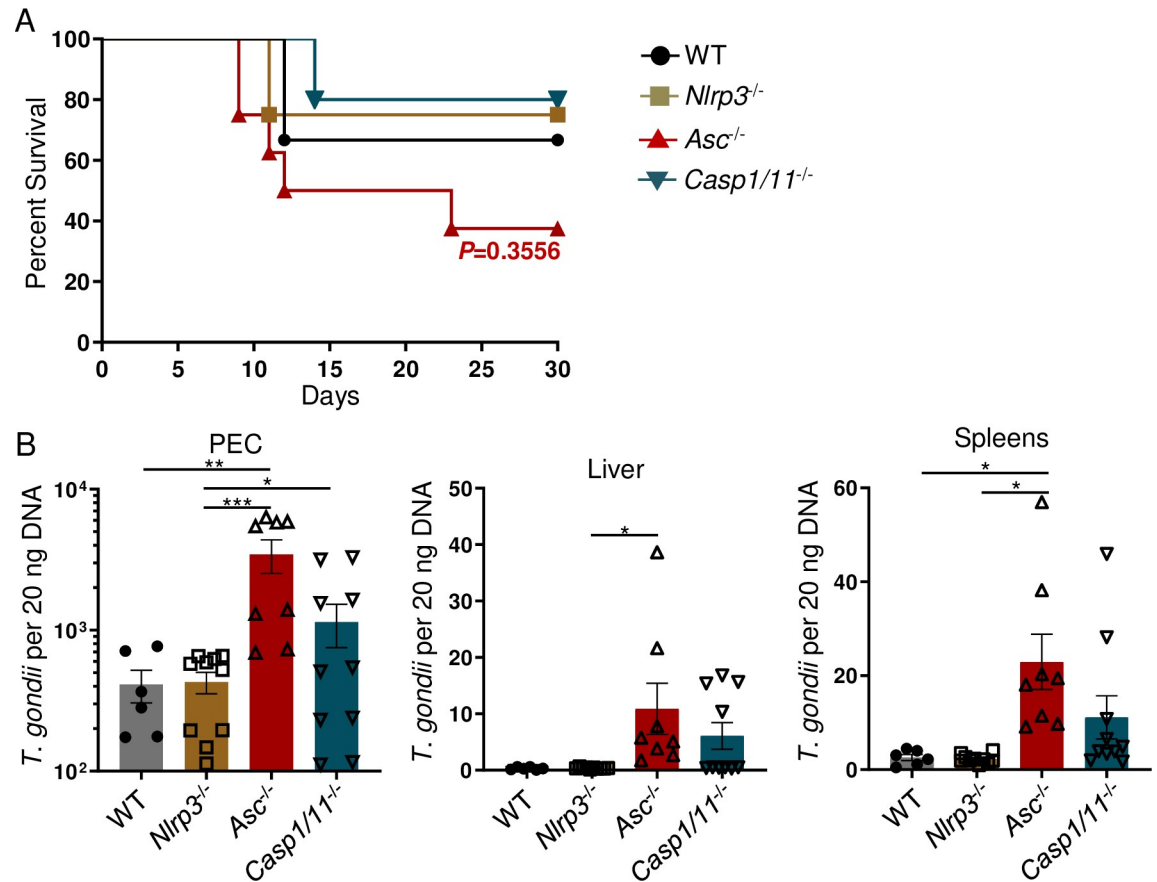 A
Percent Survival
100
80
60
40
20
0
0 5 10 15 20 25 30
Days
P=0.3556
WT
Nlrp3-/-
Asc-/-
Casp1/11-/-
B
PEC
T. gondii per 20 ng DNA
10⁴
10³
10²
**
*
***
WT
Nlrp3-/-
Asc-/-
Casp1/11-/-
Liver
T. gondii per 20 ng DNA
50
40
30
20
10
0
*
WT
Nlrp3-/-
Asc-/-
Casp1/11-/-
Spleens
T. gondii per 20 ng DNA
60
40
20
0
*
*
WT
Nlrp3-/-
Asc-/-
Casp1/11-/-